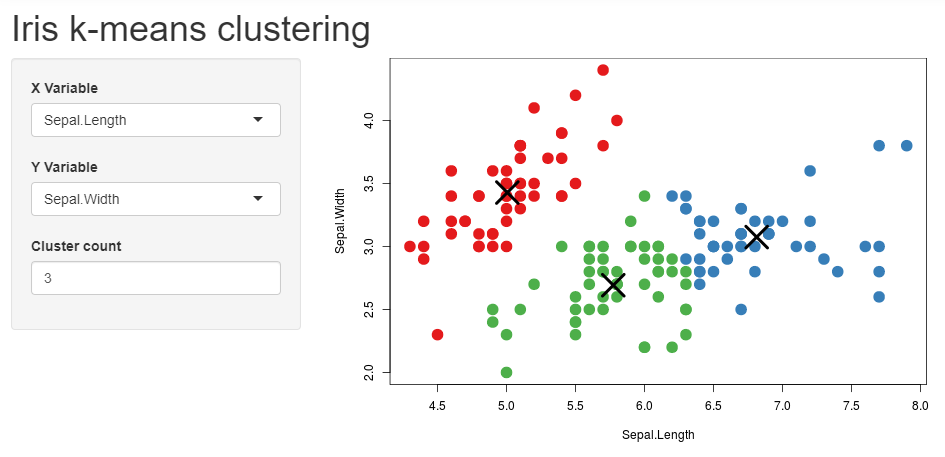 Iris k-means clustering
X Variable
Sepal.Length
Y Variable
Sepal.Width
Cluster count
3
Sepal.Width
4.0
3.5
3.0
2.5
2.0
4.5 5.0 5.5 6.0 6.5 7.0 7.5 8.0
Sepal.Length